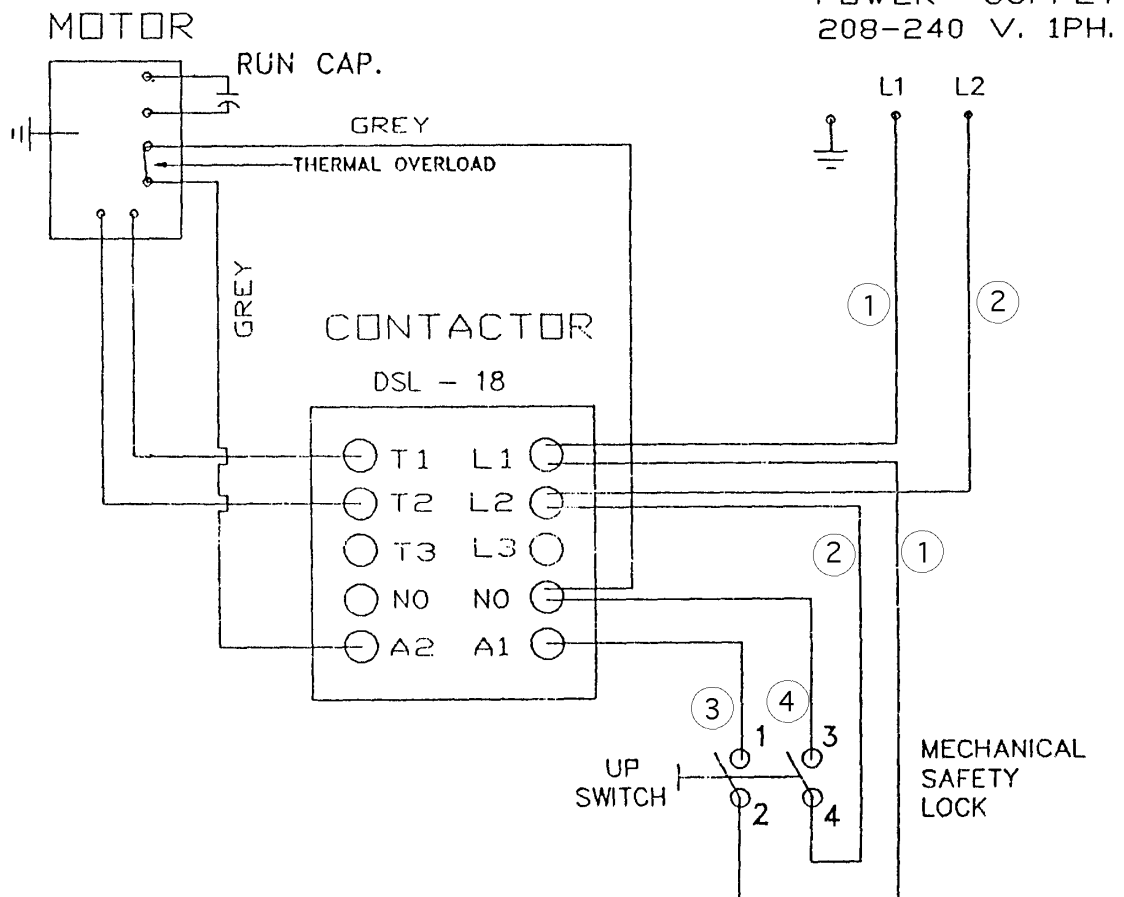 MOTOR
208-240 V. 1PH.
RUN CAP.
L1 L2
GREY
THERMAL OVERLOAD
GREY
1 2
CONTACTOR
DSL - 18
T1 L1
T2 L2
T3 L3
2 1
NO NO
A2 A1
3 4
1 3
UP
SWITCH
2 4
MECHANICAL
SAFETY
LOCK